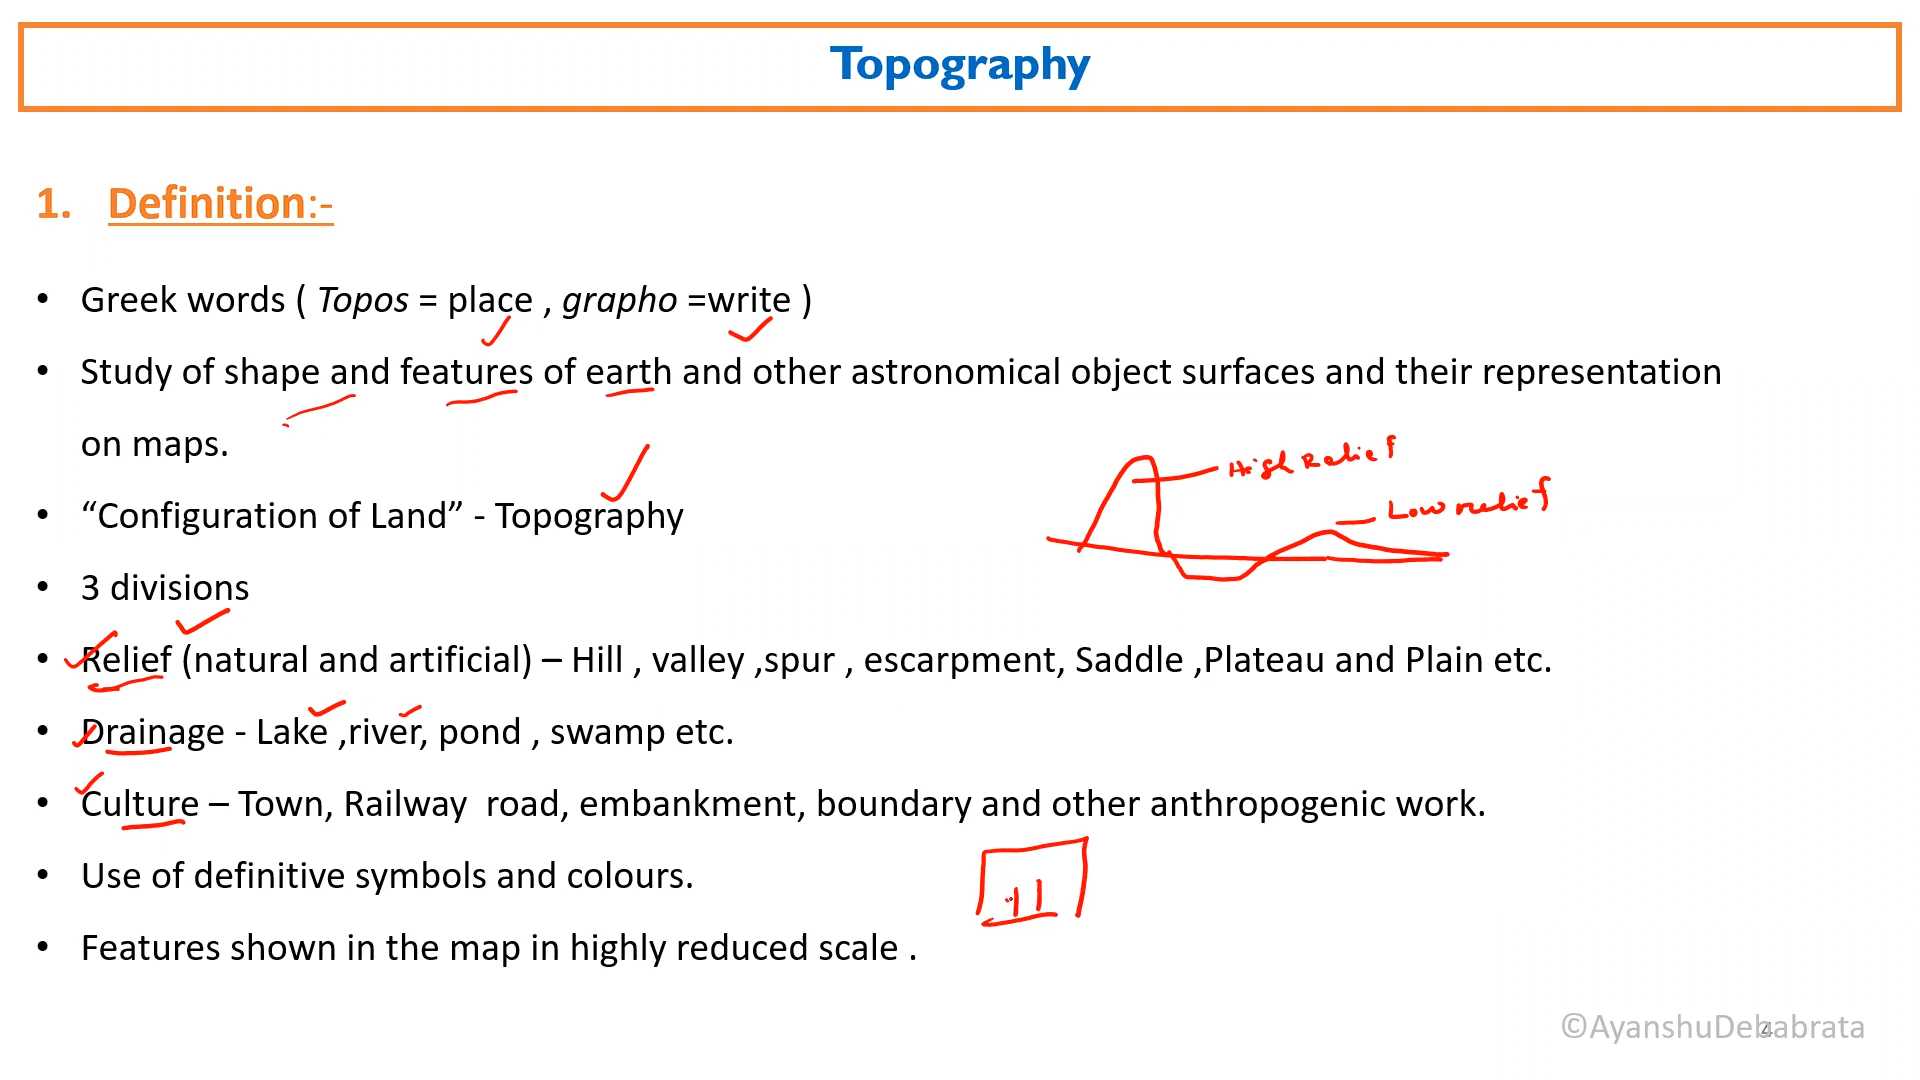 Topography
1. Definition:-
• Greek words ( Topos = place , grapho =write )
• Study of shape and features of earth and other astronomical object surfaces and their representation
on maps.
High Relief
Low relief
• “Configuration of Land” - Topography
• 3 divisions
• Relief (natural and artificial) – Hill , valley ,spur , escarpment, Saddle ,Plateau and Plain etc.
• Drainage - Lake ,river, pond , swamp etc.
• Culture – Town, Railway  road, embankment, boundary and other anthropogenic work.
• Use of definitive symbols and colours.
• Features shown in the map in highly reduced scale .
©AyanshuDebabrata
4